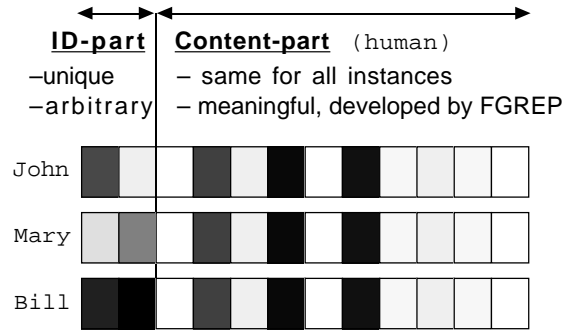 ID-part Content-part (human)
–unique – same for all instances
–arbitrary – meaningful, developed by FGREP
John
Mary
Bill